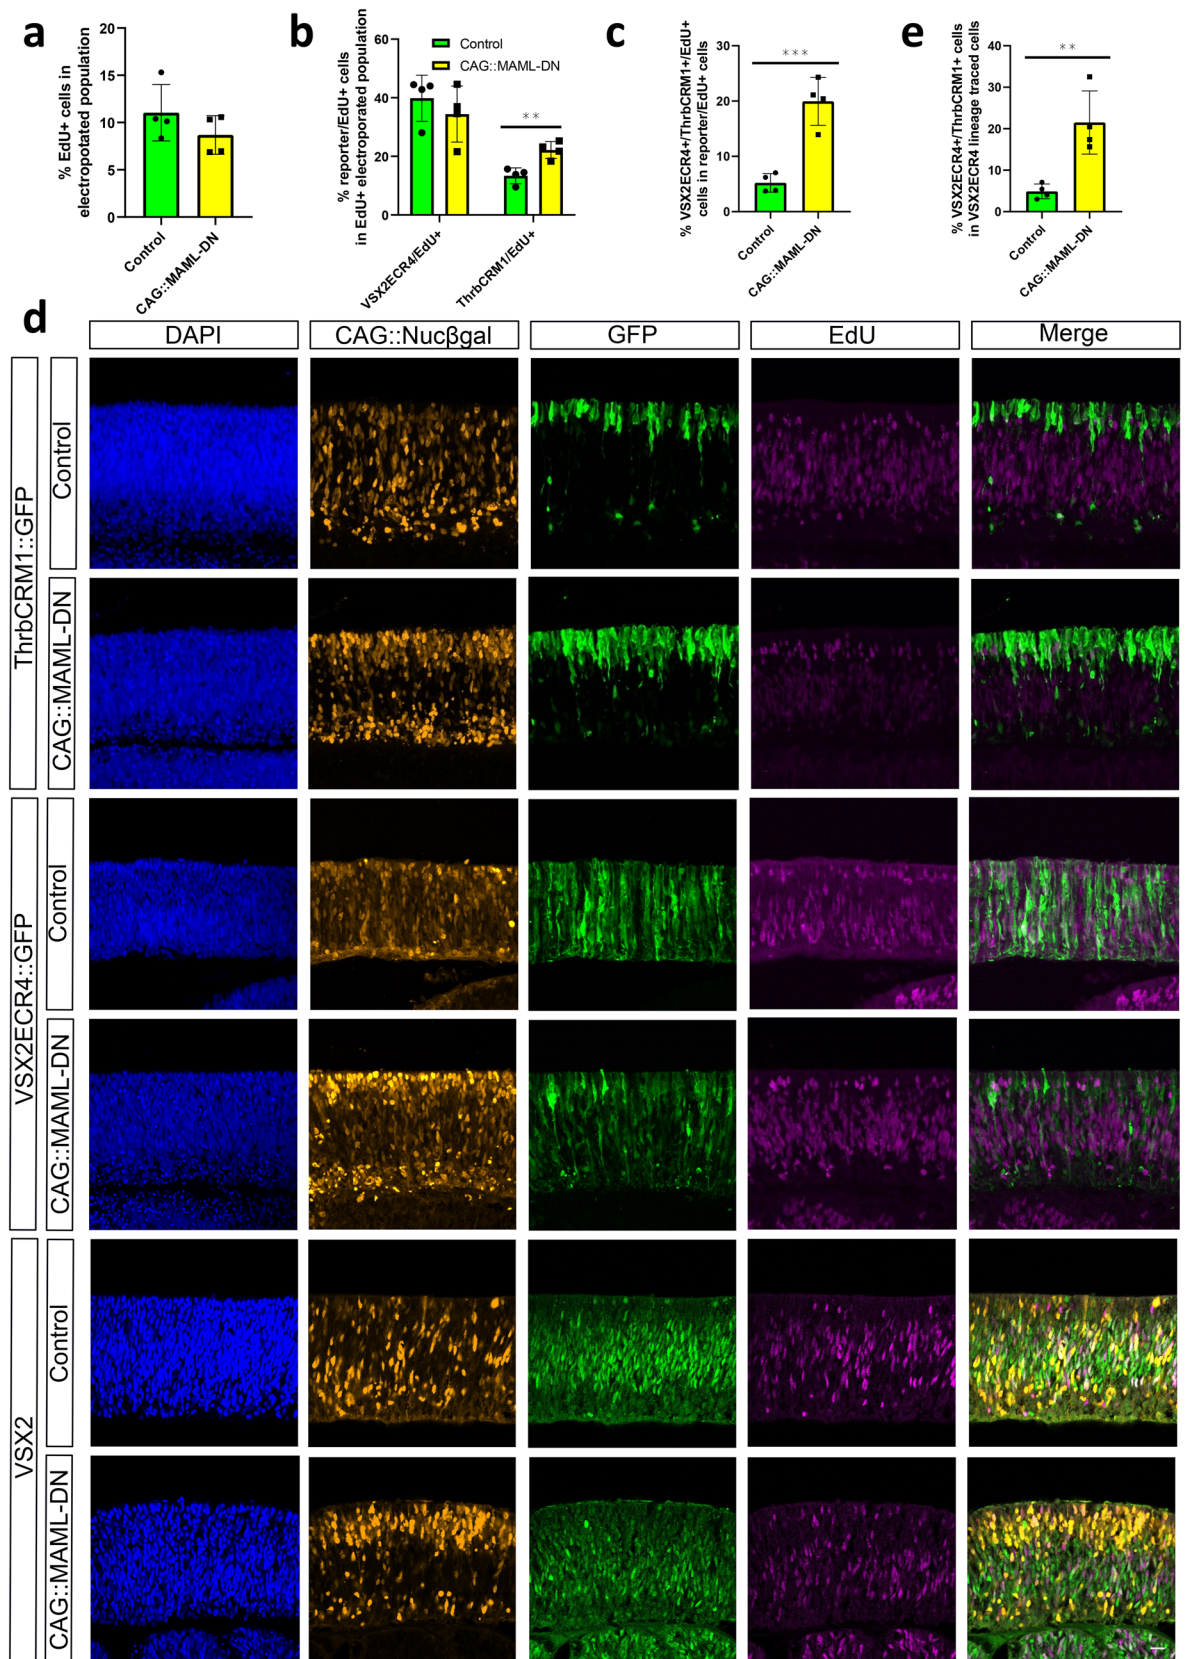 a
% EdU+ cells in
electropotated population
20
15
10
5
0
Control
CAG::MAML-DN
b
% reporter/EdU+ cells
in EdU+ electroporated population
60
40
20
0
Control
CAG::MAML-DN
**
VSX2ECR4/EdU+
ThrbCRM1/EdU+
c
% VSX2ECR4+/ThrbCRM1+/EdU+
cells in reporter/EdU+ cells
30
20
10
0
***
Control
CAG::MAML-DN
e
% VSX2ECR4+/ThrbCRM1+ cells
in VSX2ECR4 lineage traced cells
40
30
20
10
0
**
Control
CAG::MAML-DN
d
DAPI
CAG::Nucβgal
GFP
EdU
Merge
ThrbCRM1::GFP
Control
CAG::MAML-DN
VSX2ECR4::GFP
Control
CAG::MAML-DN
VSX2
Control
CAG::MAML-DN